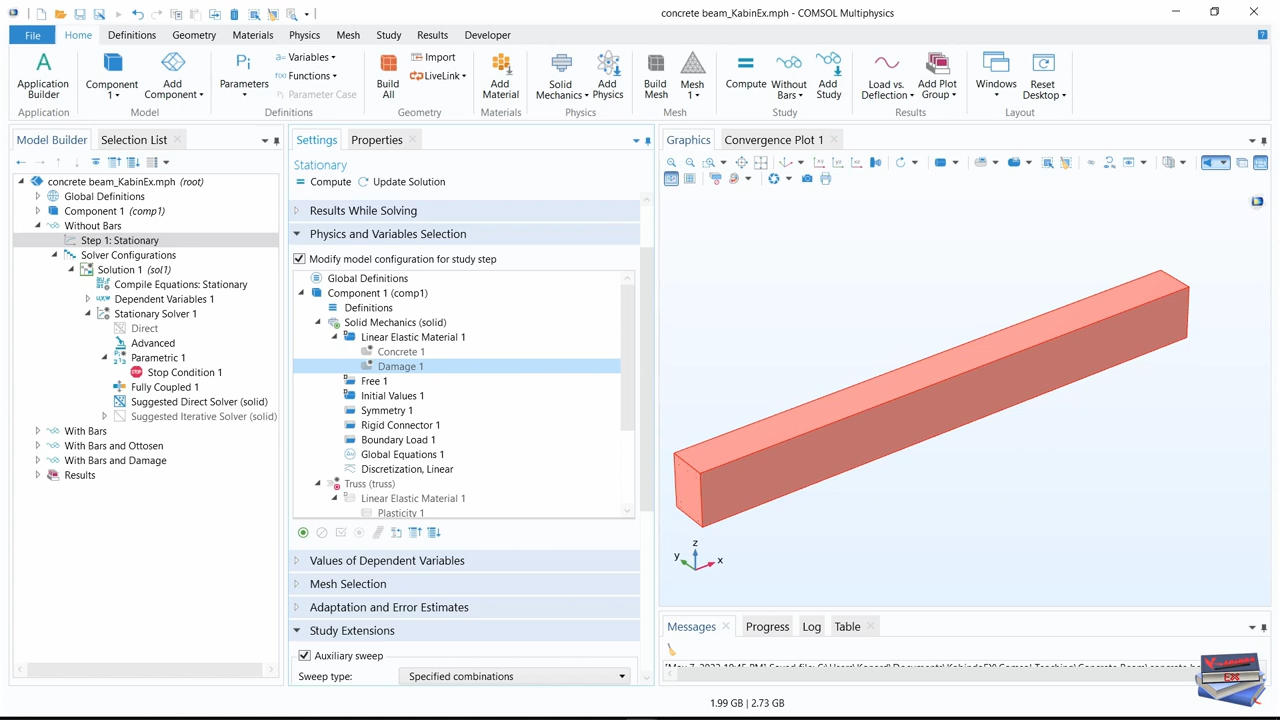 concrete beam_KabinEx.mph - COMSOL Multiphysics
File Home Definitions Geometry Materials Physics Mesh Study Results Developer
Application Builder
Component 1
Add Component
Pi Parameters
a= Variables
f(x) Functions
Parameter Case
Build All
Import
LiveLink
Add Material
Solid Mechanics
Add Physics
Build Mesh
Mesh 1
Compute
Without Bars
Add Study
Load vs. Deflection
Add Plot Group
Windows
Reset Desktop
Application Model Definitions Geometry Materials Physics Mesh Study Results Layout
Model Builder Selection List
concrete beam_KabinEx.mph (root)
Global Definitions
Component 1 (comp1)
Without Bars
Step 1: Stationary
Solver Configurations
Solution 1 (sol1)
Compile Equations: Stationary
Dependent Variables 1
Stationary Solver 1
Direct
Advanced
Parametric 1
Stop Condition 1
Fully Coupled 1
Suggested Direct Solver (solid)
Suggested Iterative Solver (solid)
With Bars
With Bars and Ottosen
With Bars and Damage
Results
Settings Properties
Stationary
Compute Update Solution
Results While Solving
Physics and Variables Selection
Modify model configuration for study step
Global Definitions
Component 1 (comp1)
Definitions
Solid Mechanics (solid)
Linear Elastic Material 1
Concrete 1
Damage 1
Free 1
Initial Values 1
Symmetry 1
Rigid Connector 1
Boundary Load 1
Global Equations 1
Discretization, Linear
Truss (truss)
Linear Elastic Material 1
Plasticity 1
Values of Dependent Variables
Mesh Selection
Adaptation and Error Estimates
Study Extensions
Auxiliary sweep
Sweep type: Specified combinations
Graphics Convergence Plot 1
z
y
x
Messages Progress Log Table
1.99 GB | 2.73 GB